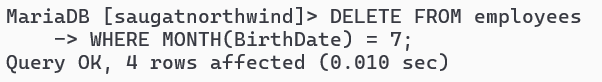 MariaDB [saugatnorthwind]> DELETE FROM employees
    -> WHERE MONTH(BirthDate) = 7;
Query OK, 4 rows affected (0.010 sec)